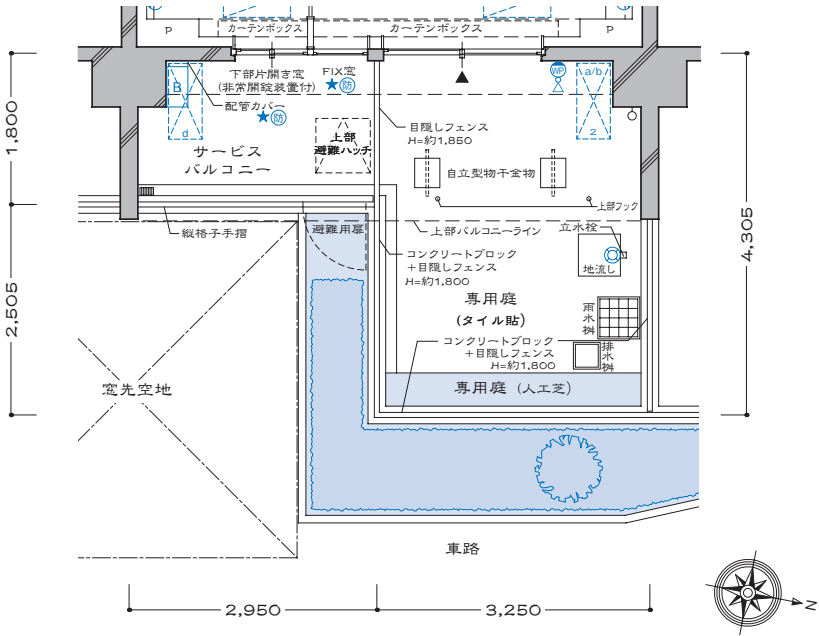 カーテンボックス
カーテンボックス
P
P
下部片開き窓
(非常開錠装置付)
FIX窓
★防
配管カバー
★防
B
d
WP
a/b
2
上部
避難ハッチ
サービス
バルコニー
目隠しフェンス
H=約1,850
自立型物干金物
上部フック
縦格子手摺
避難用扉
上部バルコニーライン
立水栓
地流し
コンクリートブロック
+目隠しフェンス
H=約1,800
専用庭
(タイル貼)
雨水桝
コンクリートブロック
+目隠しフェンス
H=約1,800
排水桝
専用庭 (人工芝)
窓先空地
車路
1,800
2,505
4,305
2,950
3,250
N